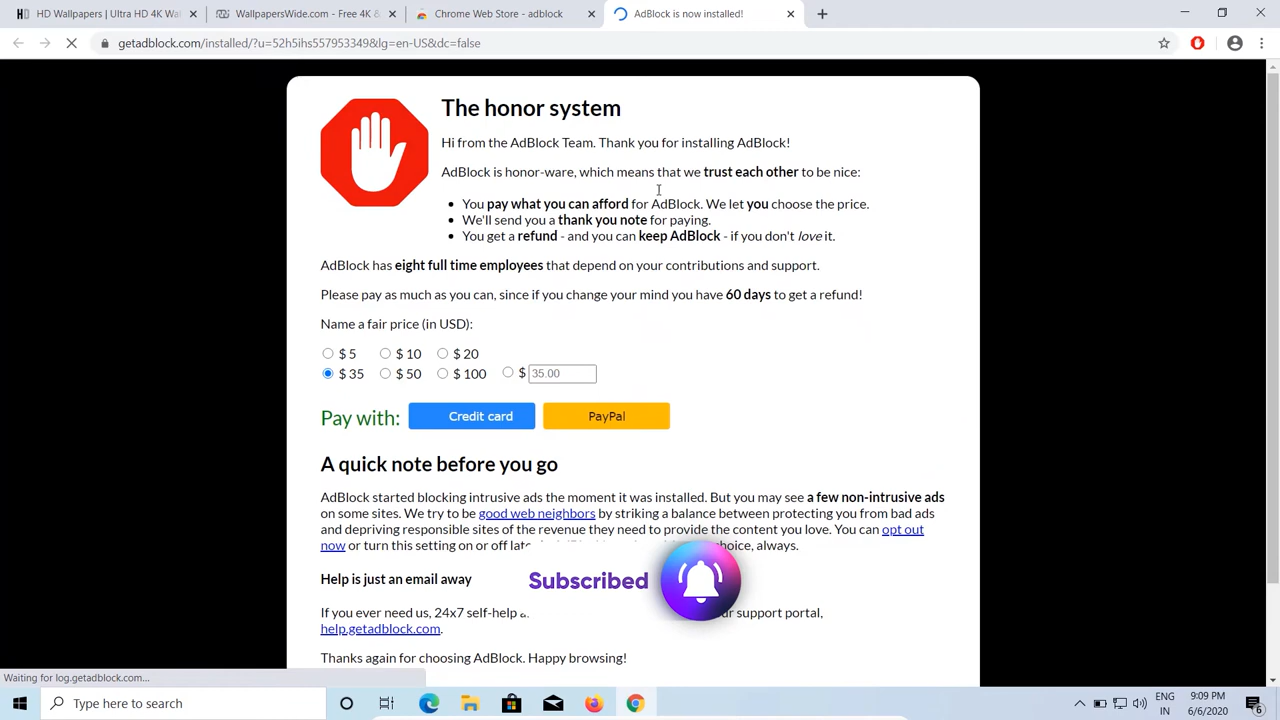 HD Wallpapers | Ultra HD 4K Wal
WallpapersWide.com - Free 4K &
Chrome Web Store - adblock
AdBlock is now installed!
getadblock.com/installed/?u=52h5ihs557953349&lg=en-US&dc=false
The honor system
Hi from the AdBlock Team. Thank you for installing AdBlock!
AdBlock is honor-ware, which means that we trust each other to be nice:
You pay what you can afford for AdBlock. We let you choose the price.
We'll send you a thank you note for paying.
You get a refund - and you can keep AdBlock - if you don't love it.
AdBlock has eight full time employees that depend on your contributions and support.
Please pay as much as you can, since if you change your mind you have 60 days to get a refund!
Name a fair price (in USD):
$ 5 $ 10 $ 20
$ 35 $ 50 $ 100 $ 35.00
Pay with: Credit card PayPal
A quick note before you go
AdBlock started blocking intrusive ads the moment it was installed. But you may see a few non-intrusive ads
on some sites. We try to be good web neighbors by striking a balance between protecting you from bad ads
and depriving responsible sites of the revenue they need to provide the content you love. You can opt out
now or turn this setting on or off choice, always.
Subscribed
Help is just an email away
If you ever need us, 24x7 self-help support portal,
help.getadblock.com.
Thanks again for choosing AdBlock. Happy browsing!
Waiting for log.getadblock.com...
Type here to search
ENG
IN
9:09 PM
6/6/2020
6